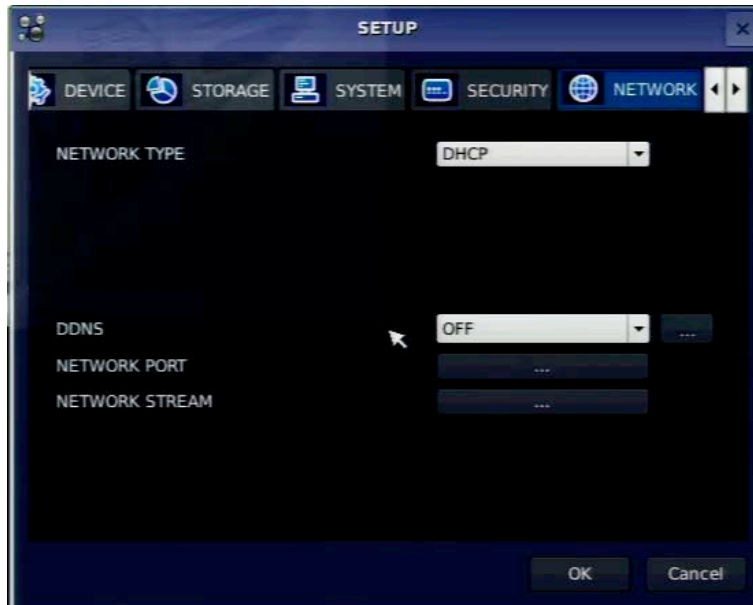 SETUP
DEVICE STORAGE SYSTEM SECURITY NETWORK
NETWORK TYPE DHCP
DDNS OFF ...
NETWORK PORT ...
NETWORK STREAM ...
OK Cancel